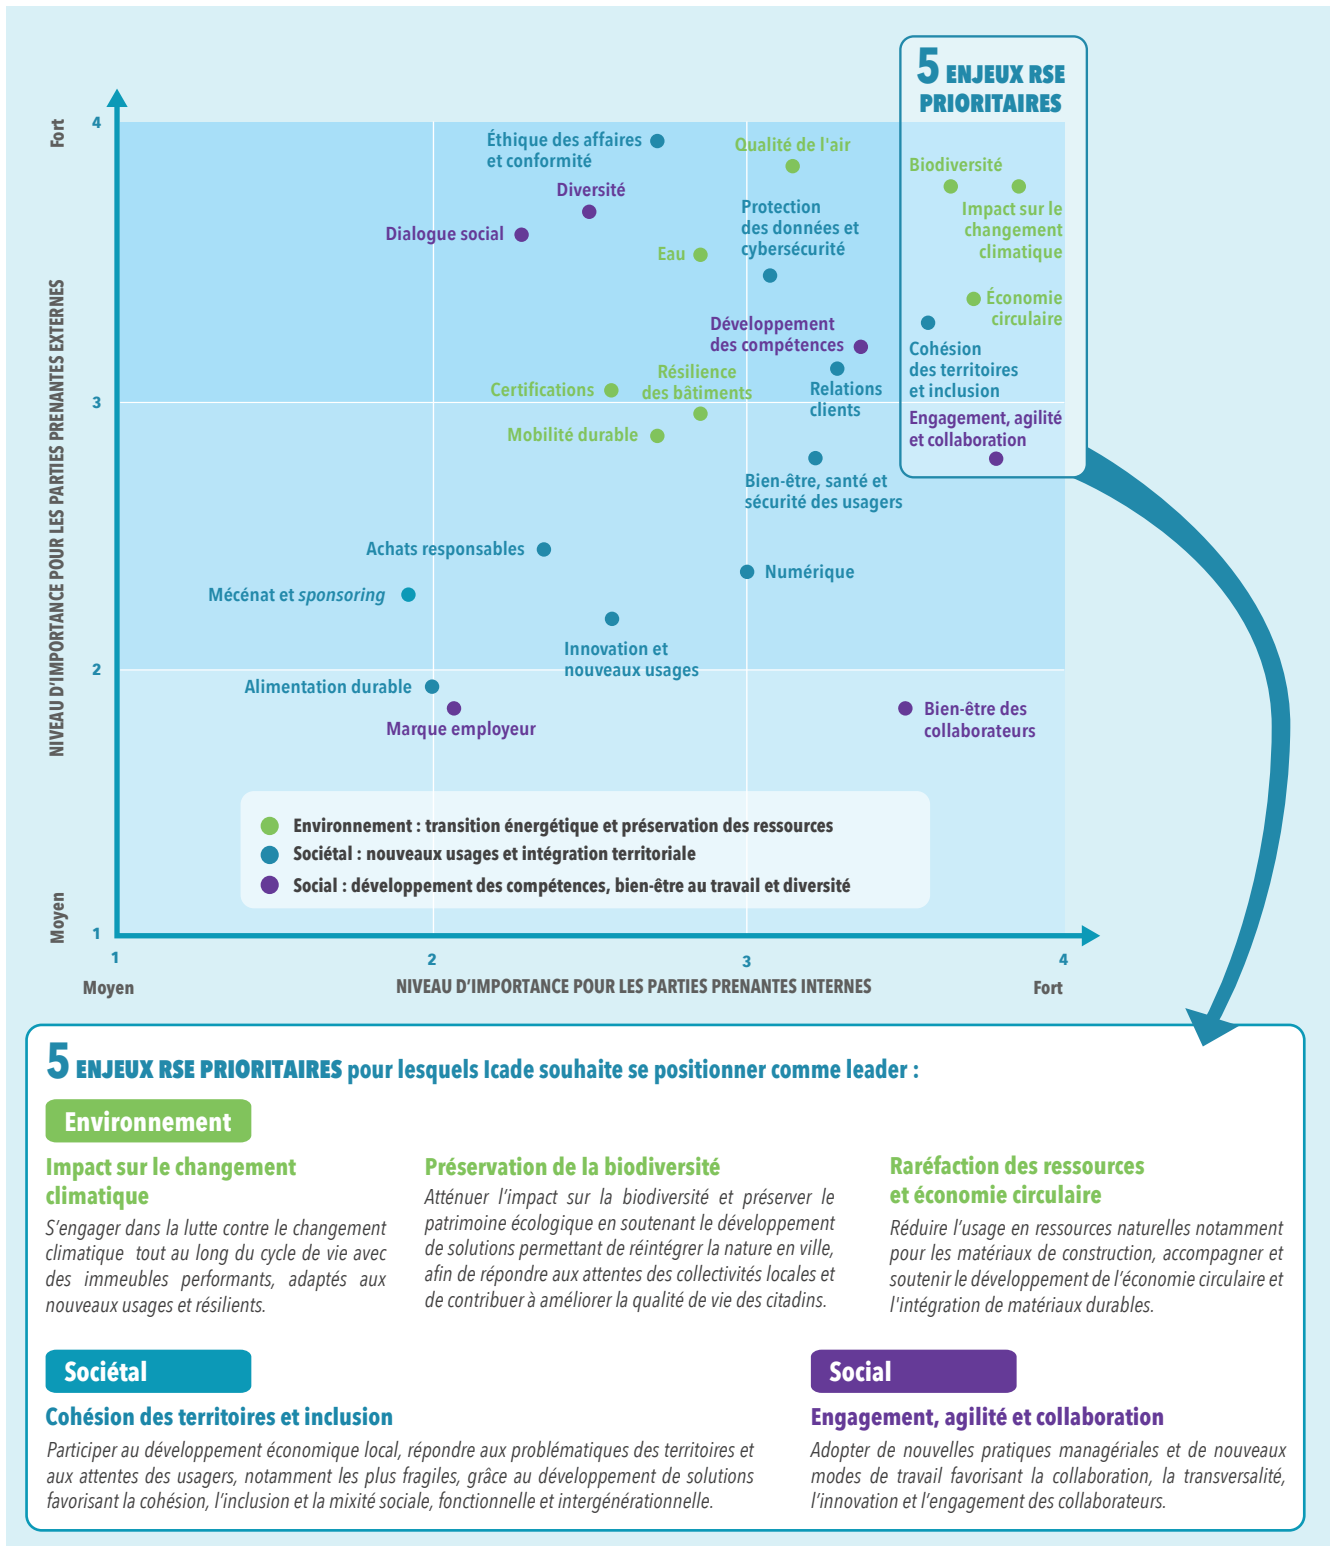 5 ENJEUX RSE
PRIORITAIRES
Fort
4
Éthique des affaires
et conformité
Qualité de l'air
Biodiversité
Diversité
Impact sur le
changement
climatique
Protection
des données et
cybersécurité
Dialogue social
Eau
Économie
circulaire
Développement
des compétences
Cohésion
des territoires
et inclusion
Résilience
des bâtiments
Certifications
Relations
clients
3
Engagement, agilité
et collaboration
Mobilité durable
Bien-être, santé et
sécurité des usagers
NIVEAU D'IMPORTANCE POUR LES PARTIES PRENANTES EXTERNES
Achats responsables
Numérique
Mécénat et sponsoring
Innovation et
nouveaux usages
2
Alimentation durable
Marque employeur
Bien-être des
collaborateurs
Environnement : transition énergétique et préservation des ressources
Sociétal : nouveaux usages et intégration territoriale
Social : développement des compétences, bien-être au travail et diversité
Moyen
1
1
2
3
4
Moyen
NIVEAU D'IMPORTANCE POUR LES PARTIES PRENANTES INTERNES
Fort
5 ENJEUX RSE PRIORITAIRES pour lesquels Icade souhaite se positionner comme leader :
Environnement
Impact sur le changement
climatique
S'engager dans la lutte contre le changement
climatique tout au long du cycle de vie avec
des immeubles performants, adaptés aux
nouveaux usages et résilients.
Préservation de la biodiversité
Atténuer l'impact sur la biodiversité et préserver le
patrimoine écologique en soutenant le développement
de solutions permettant de réintégrer la nature en ville,
afin de répondre aux attentes des collectivités locales et
de contribuer à améliorer la qualité de vie des citadins.
Raréfaction des ressources
et économie circulaire
Réduire l'usage en ressources naturelles notamment
pour les matériaux de construction, accompagner et
soutenir le développement de l'économie circulaire et
l'intégration de matériaux durables.
Sociétal
Cohésion des territoires et inclusion
Participer au développement économique local, répondre aux problématiques des territoires et
aux attentes des usagers, notamment les plus fragiles, grâce au développement de solutions
favorisant la cohésion, l'inclusion et la mixité sociale, fonctionnelle et intergénérationnelle.
Social
Engagement, agilité et collaboration
Adopter de nouvelles pratiques managériales et de nouveaux
modes de travail favorisant la collaboration, la transversalité,
l'innovation et l'engagement des collaborateurs.